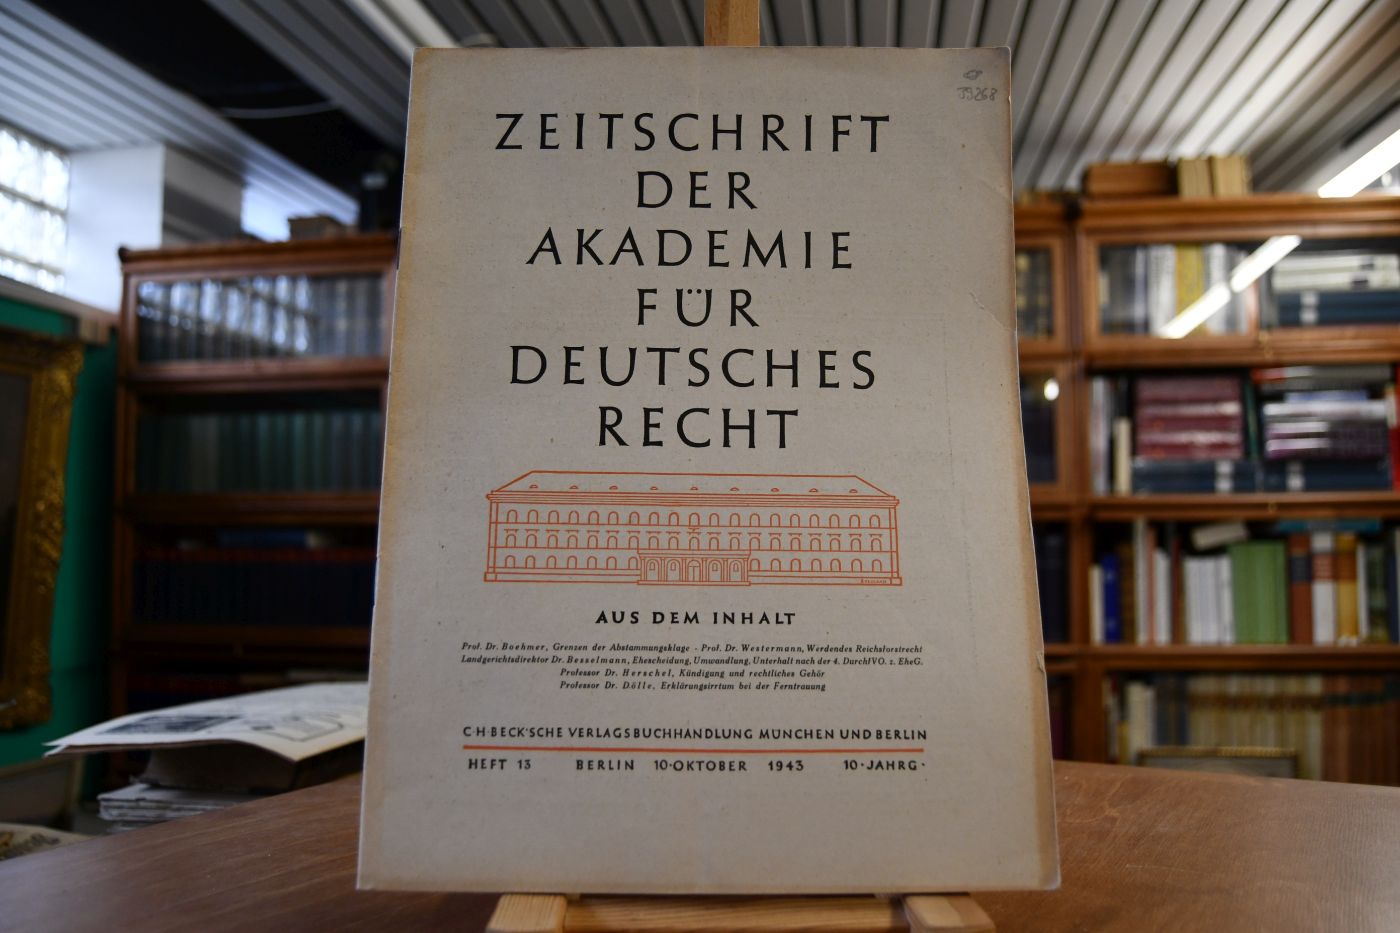 39268
ZEITSCHRIFT
DER
AKADEMIE
FÜR
DEUTSCHES
RECHT
AUS DEM INHALT
Prof. Dr. Boehmer, Grenzen der Abstammungsklage - Prof. Dr. Westermann, Werdendes Reichsforstrecht
Landgerichtsdirektor Dr. Besselmann, Ehescheidung, Umwandlung, Unterhalt nach der 4. DurchfVO. z. EheG.
Professor Dr. Herschel, Kündigung und rechtliches Gehör
Professor Dr. Dölle, Erklärungsirrtum bei der Ferntrauung
C·H·BECK'SCHE VERLAGSBUCHHANDLUNG MÜNCHEN UND BERLIN
HEFT 13 BERLIN 10·OKTOBER 1943 10·JAHRG·